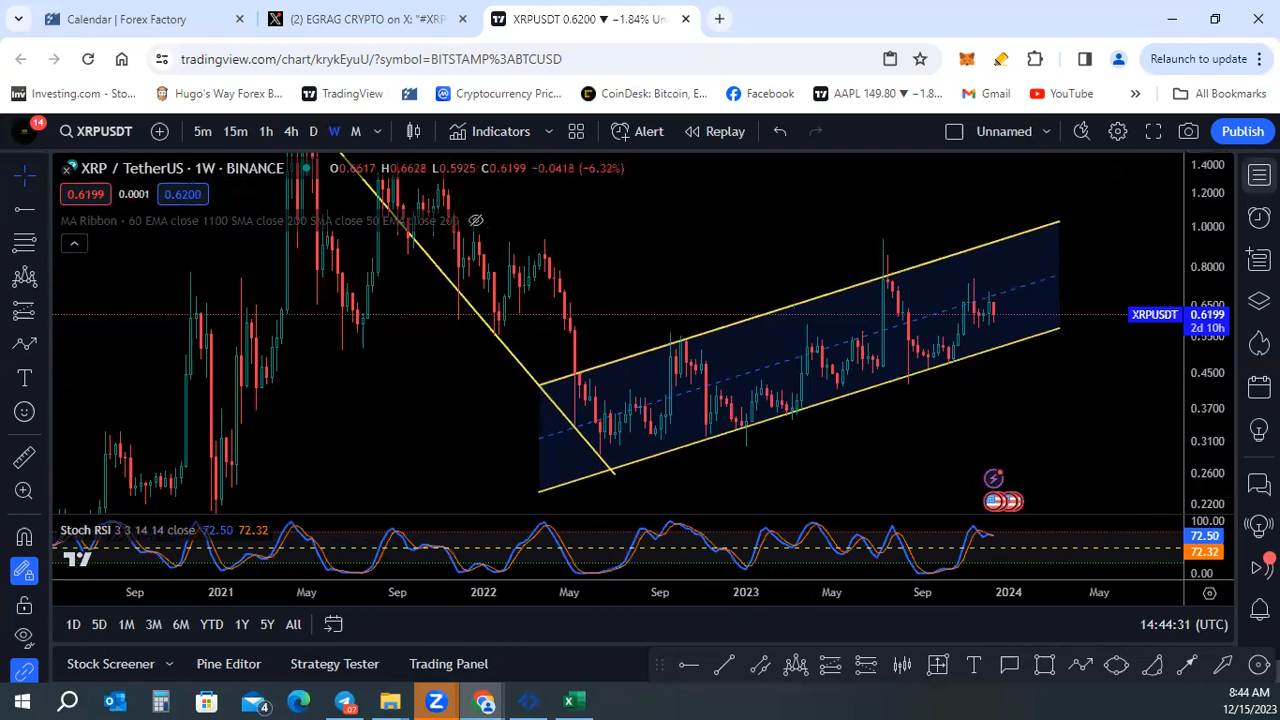 Calendar | Forex Factory
(2) EGRAG CRYPTO on X: "#XRP
XRPUSDT 0.6200 ▼ −1.84% Un
tradingview.com/chart/krykEyuU/?symbol=BITSTAMP%3ABTCUSD
Relaunch to update
Investing.com - Sto...
Hugo's Way Forex B...
TradingView
Cryptocurrency Pric...
CoinDesk: Bitcoin, E...
Facebook
AAPL 149.80 ▼ −1.8...
Gmail
YouTube
All Bookmarks
14
XRPUSDT
5m 15m 1h 4h D W M
Indicators
Alert
Replay
Unnamed
Publish
XRP / TetherUS · 1W · BINANCE
O0.6617 H0.6628 L0.5925 C0.6199 −0.0418 (−6.32%)
0.6199 0.0001 0.6200
MA Ribbon · 60 EMA close 1100 SMA close 200 SMA close 50 EMA close 200
1.4000
1.2000
1.0000
0.8000
0.6500
XRPUSDT 0.6199
2d 10h
0.5500
0.4500
0.3700
0.3100
0.2600
0.2200
Stoch RSI 3 3 14 14 close 72.50 72.32
100.00
72.50
72.32
0.00
Sep 2021 May Sep 2022 May Sep 2023 May Sep 2024 May
1D 5D 1M 3M 6M YTD 1Y 5Y All
14:44:31 (UTC)
Stock Screener
Pine Editor
Strategy Tester
Trading Panel
4
07
8:44 AM
12/15/2023